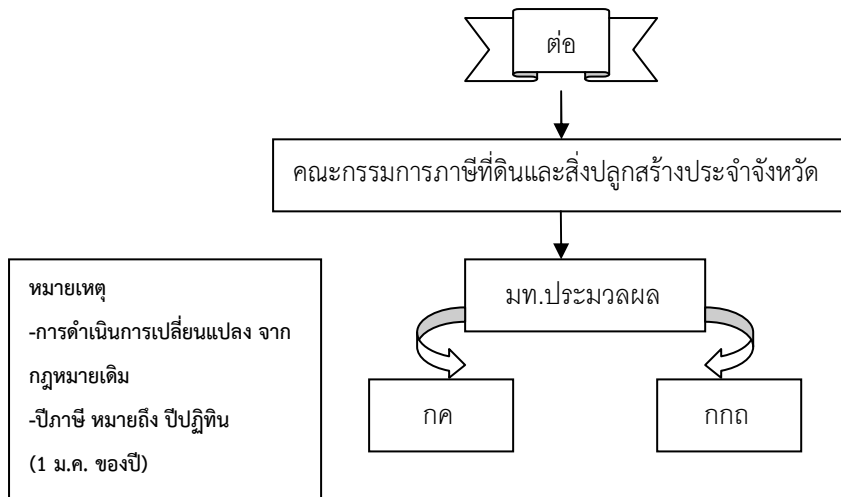 ต่อ
คณะกรรมการภาษีที่ดินและสิ่งปลูกสร้างประจำจังหวัด
มท.ประมวลผล
กค
กกถ
หมายเหตุ
-การดำเนินการเปลี่ยนแปลง จาก
กฎหมายเดิม
-ปีภาษี หมายถึง ปีปฏิทิน
(1 ม.ค. ของปี)